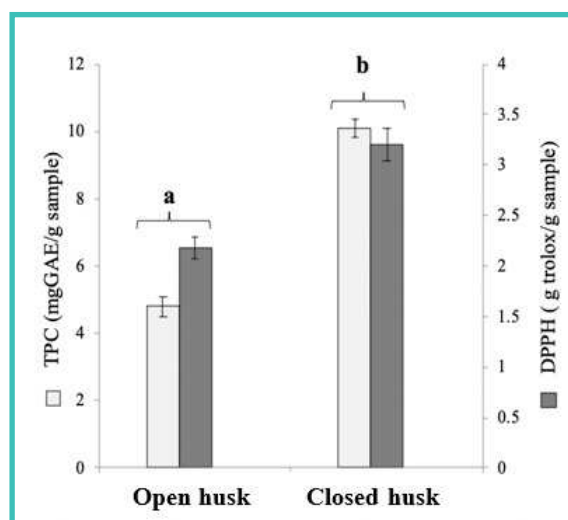 TPC (mgGAE/g sample)
12
10
8
6
4
2
0
a
b
4
3.5
3
2.5
2
1.5
1
0.5
0
DPPH ( g trolox/g sample)
Open husk
Closed husk